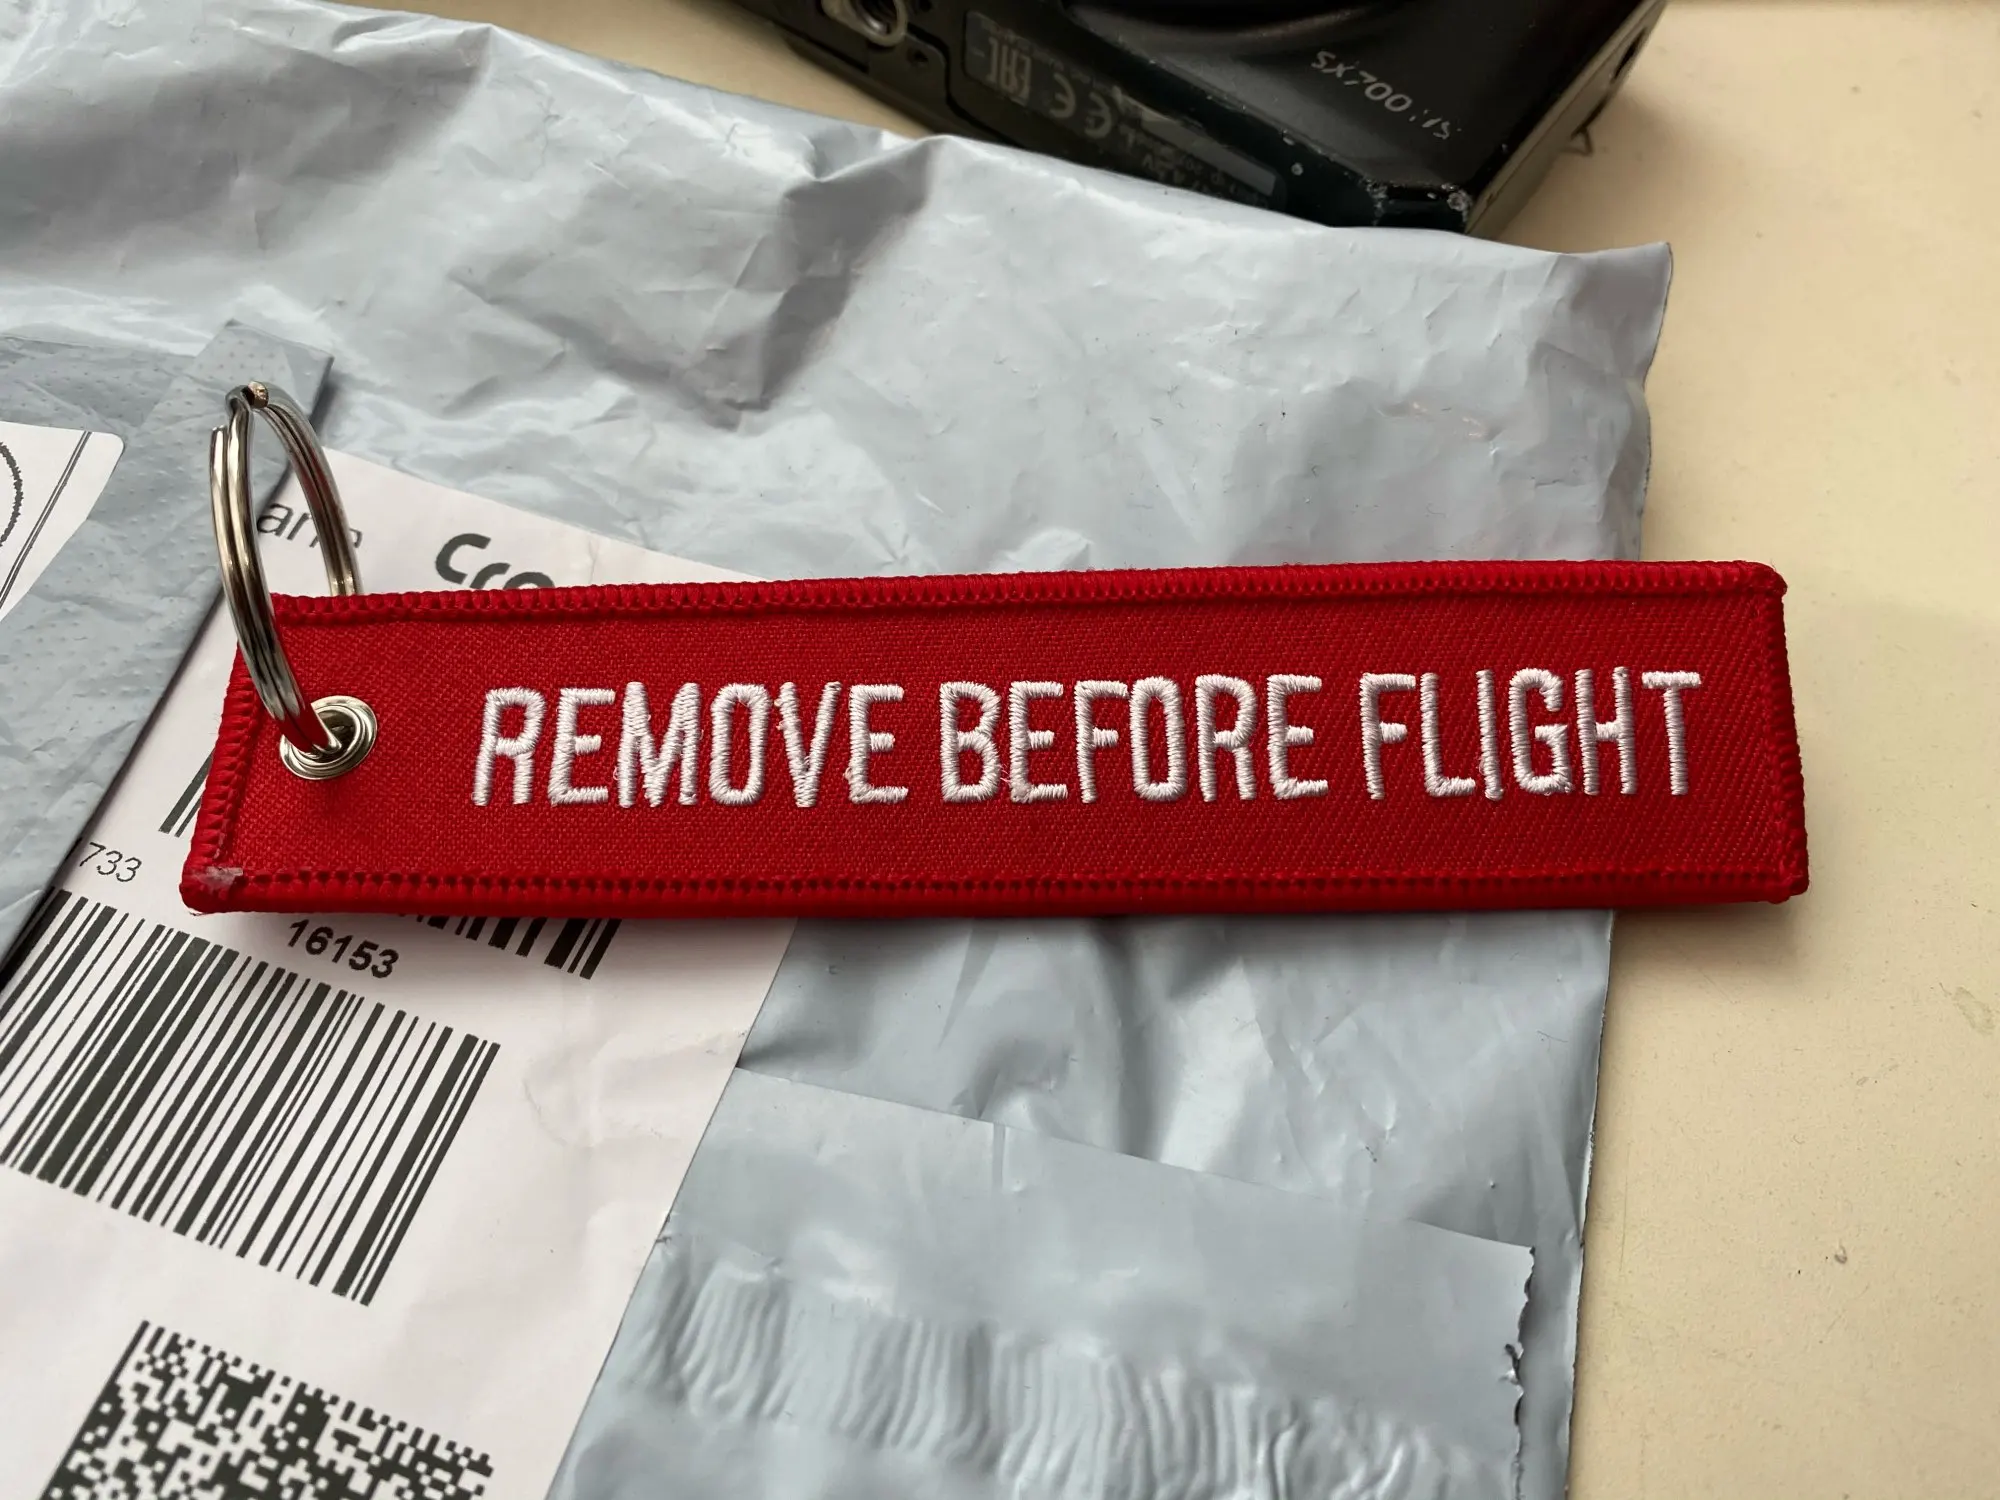 SX700 HS
REMOVE BEFORE FLIGHT
733
16153